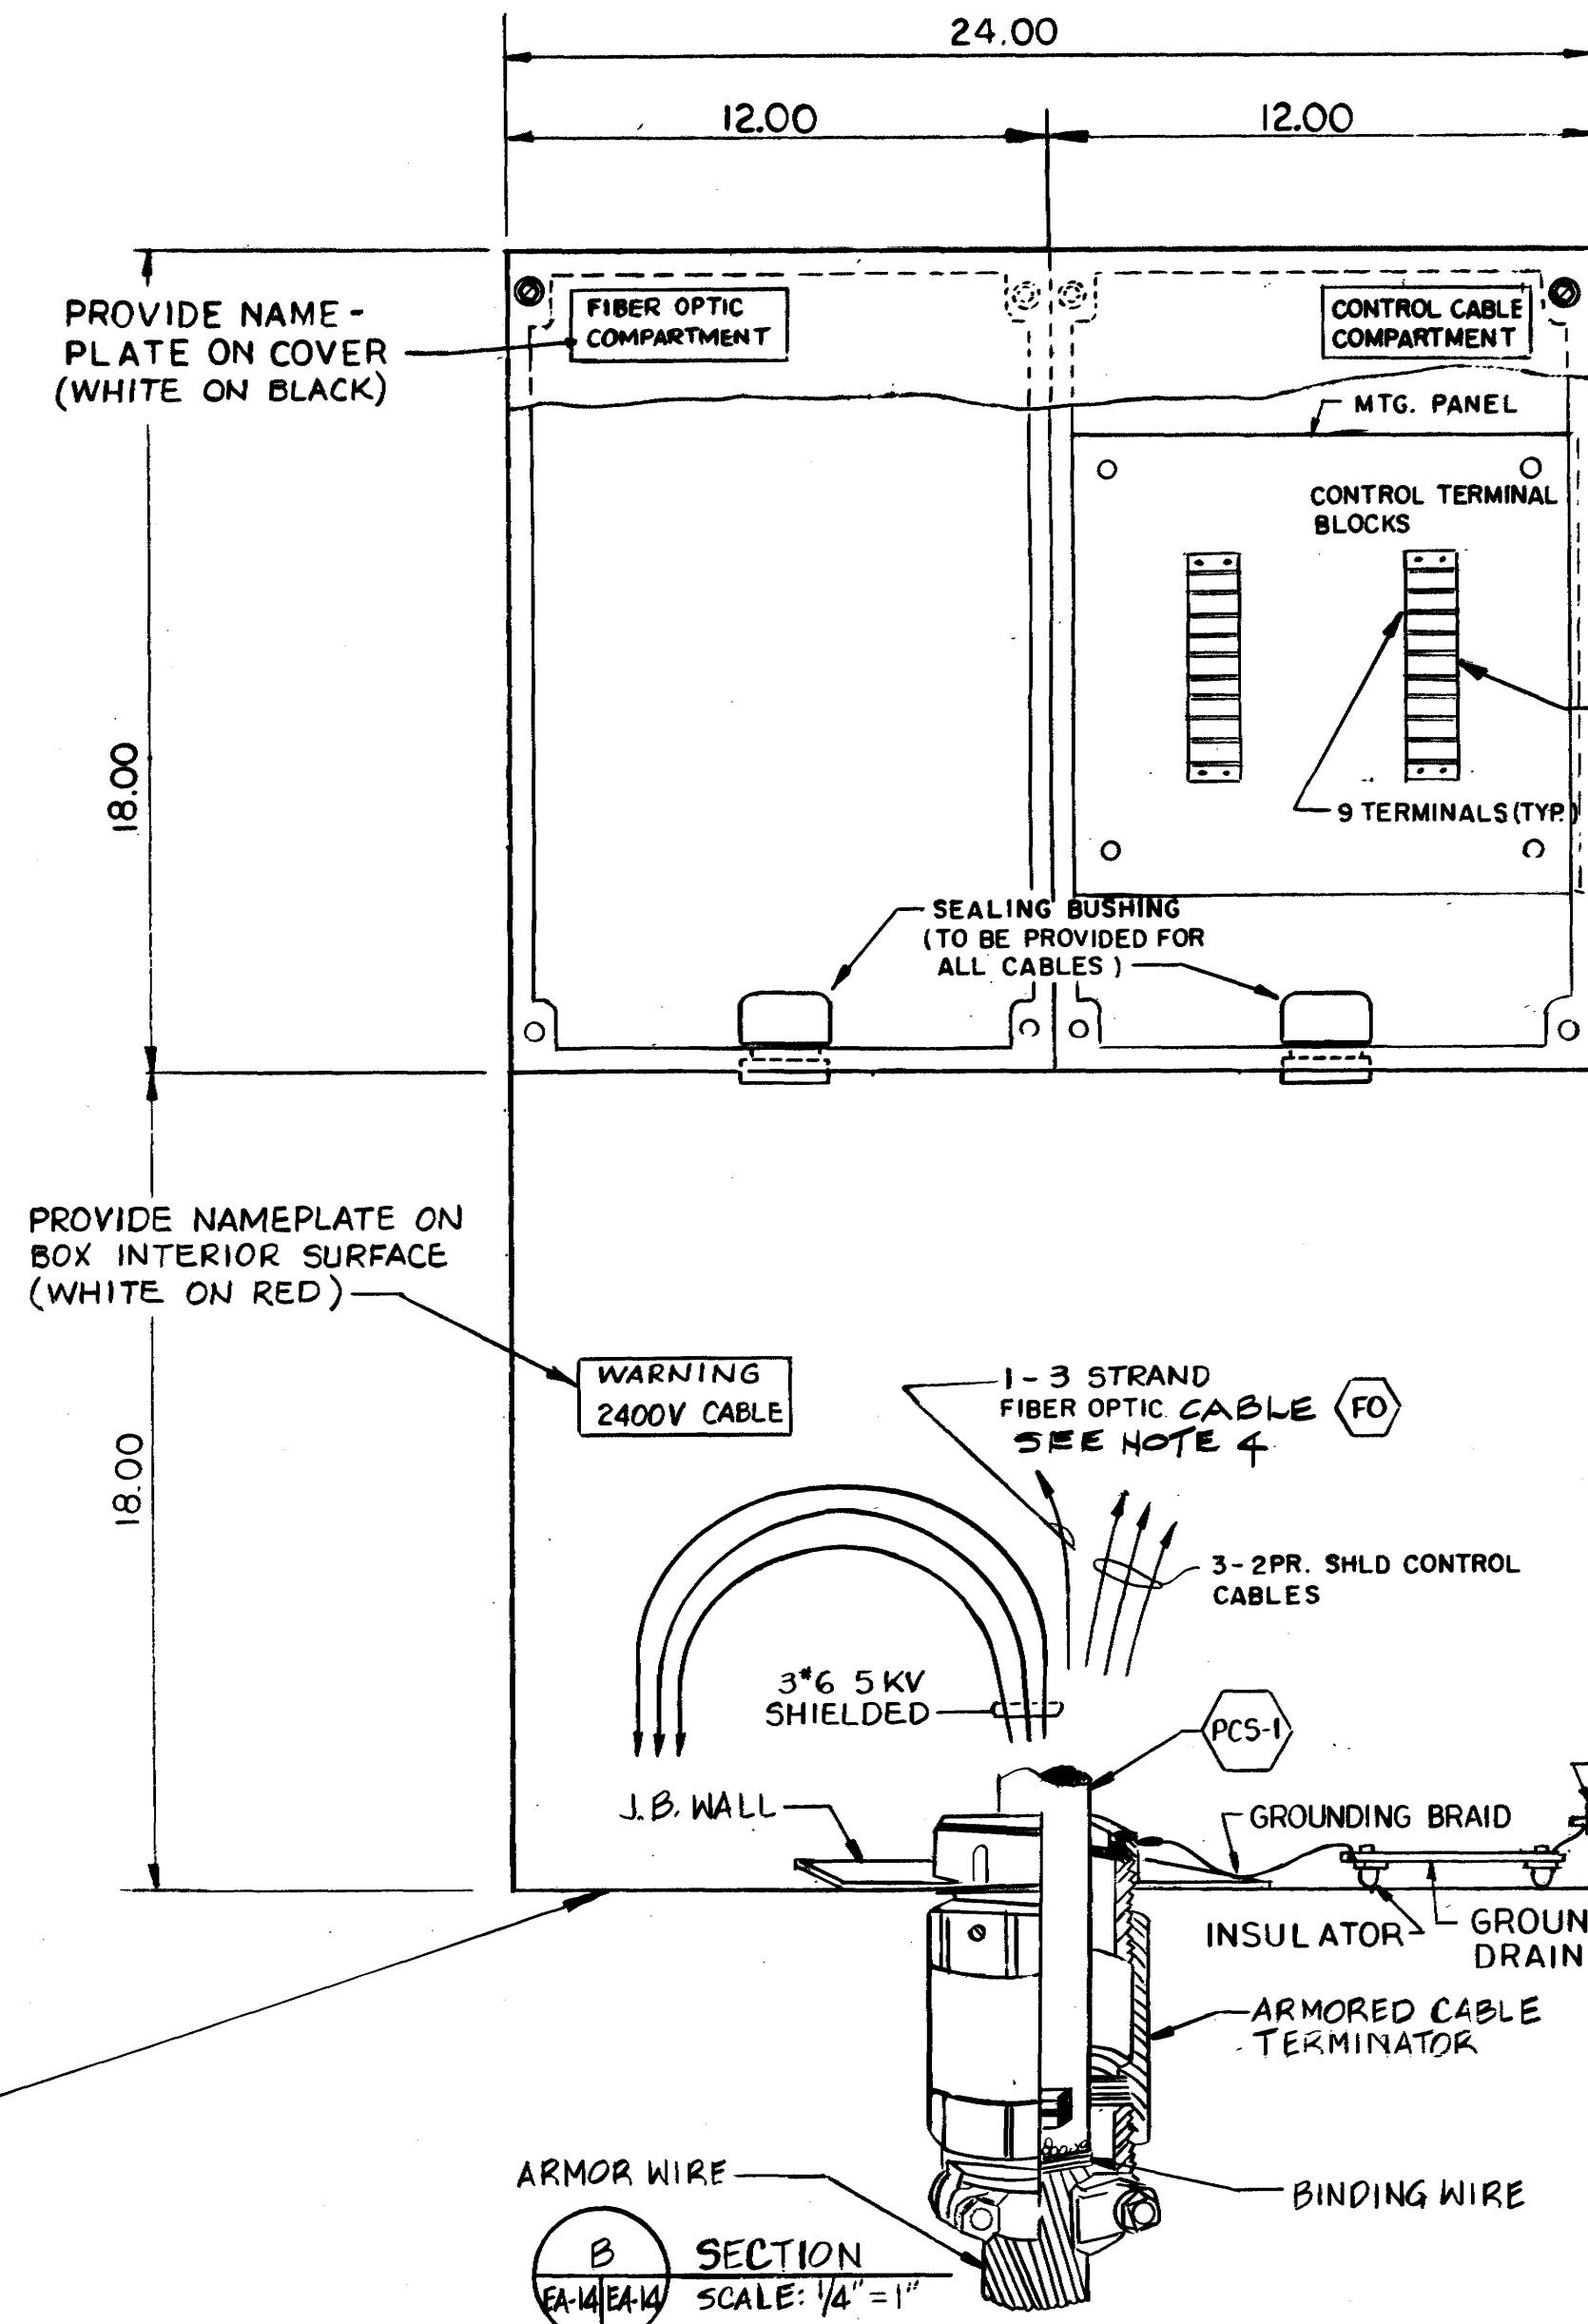 24.00
12.00
12.00
PROVIDE NAME-
PLATE ON COVER
(WHITE ON BLACK)
FIBER OPTIC
COMPARTMENT
CONTROL CABLE
COMPARTMENT
MTG. PANEL
CONTROL TERMINAL
BLOCKS
18.00
9 TERMINALS (TYP.)
SEALING BUSHING
(TO BE PROVIDED FOR
ALL CABLES)
PROVIDE NAMEPLATE ON
BOX INTERIOR SURFACE
(WHITE ON RED)
WARNING
2400V CABLE
1-3 STRAND
FIBER OPTIC CABLE FO
SEE NOTE 4
18.00
3-2PR. SHLD CONTROL
CABLES
3#6 5KV
SHIELDED
PCS-1
J.B. WALL
GROUNDING BRAID
INSULATOR
GROUN
DRAIN
ARMORED CABLE
TERMINATOR
ARMOR WIRE
BINDING WIRE
B
EA-14 EA-14
SECTION
SCALE: 1/4" = 1"